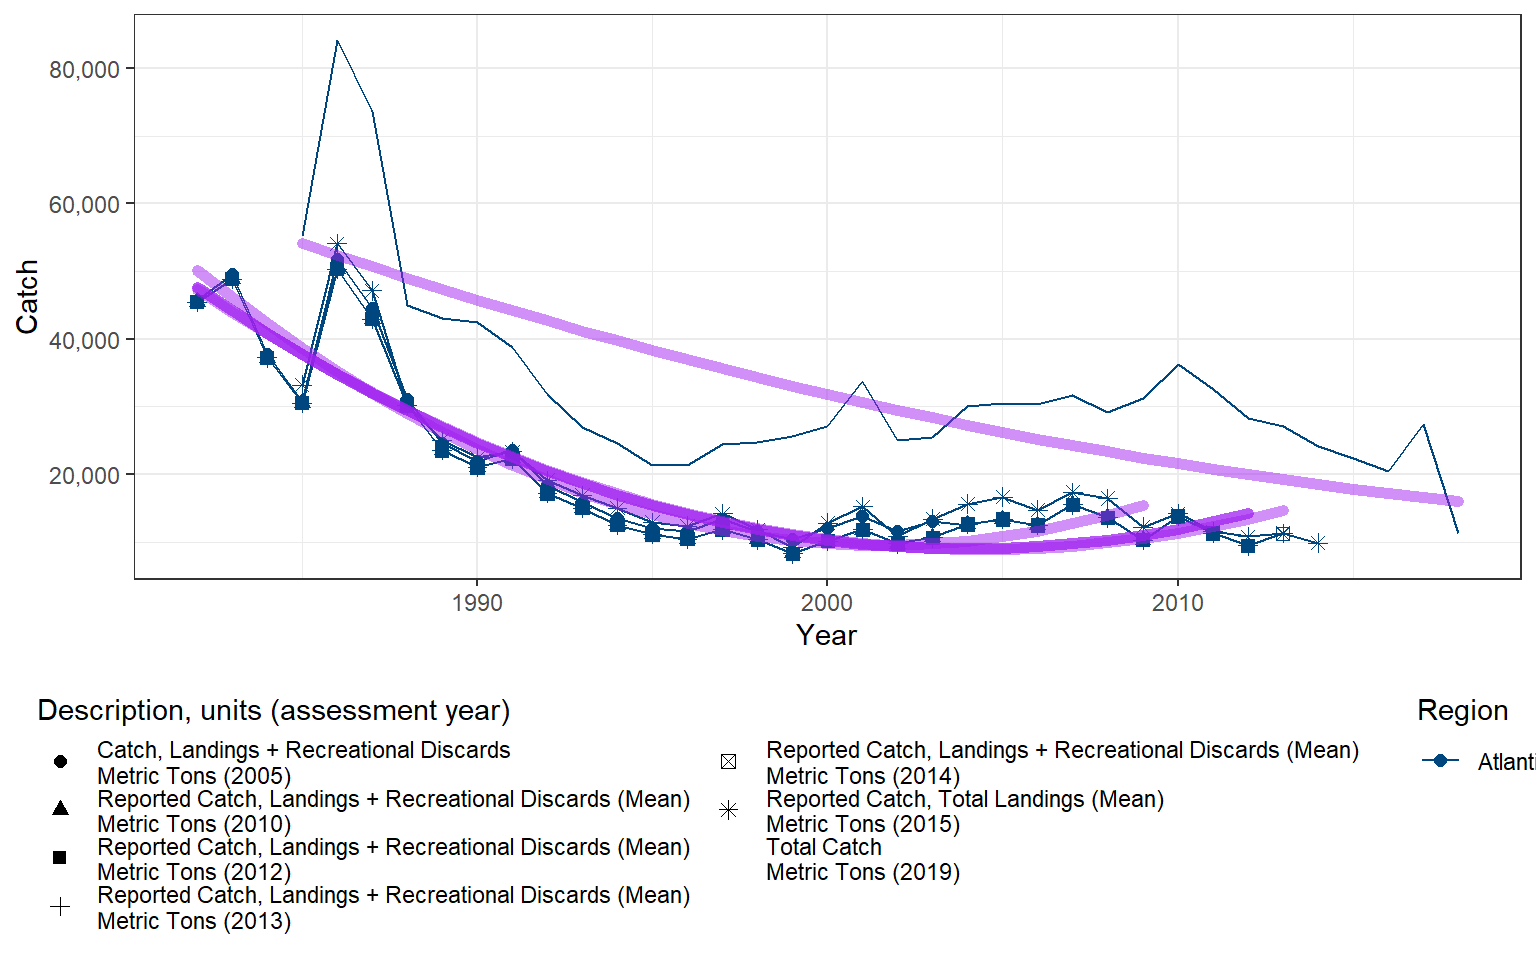 80,000
60,000
40,000
20,000
Catch
1990
2000
2010
Year
Description, units (assessment year)
Catch, Landings + Recreational Discards
Metric Tons (2005)
Reported Catch, Landings + Recreational Discards (Mean)
Metric Tons (2010)
Reported Catch, Landings + Recreational Discards (Mean)
Metric Tons (2012)
Reported Catch, Landings + Recreational Discards (Mean)
Metric Tons (2013)
Reported Catch, Landings + Recreational Discards (Mean)
Metric Tons (2014)
Reported Catch, Total Landings (Mean)
Metric Tons (2015)
Total Catch
Metric Tons (2019)
Region
Atlanti